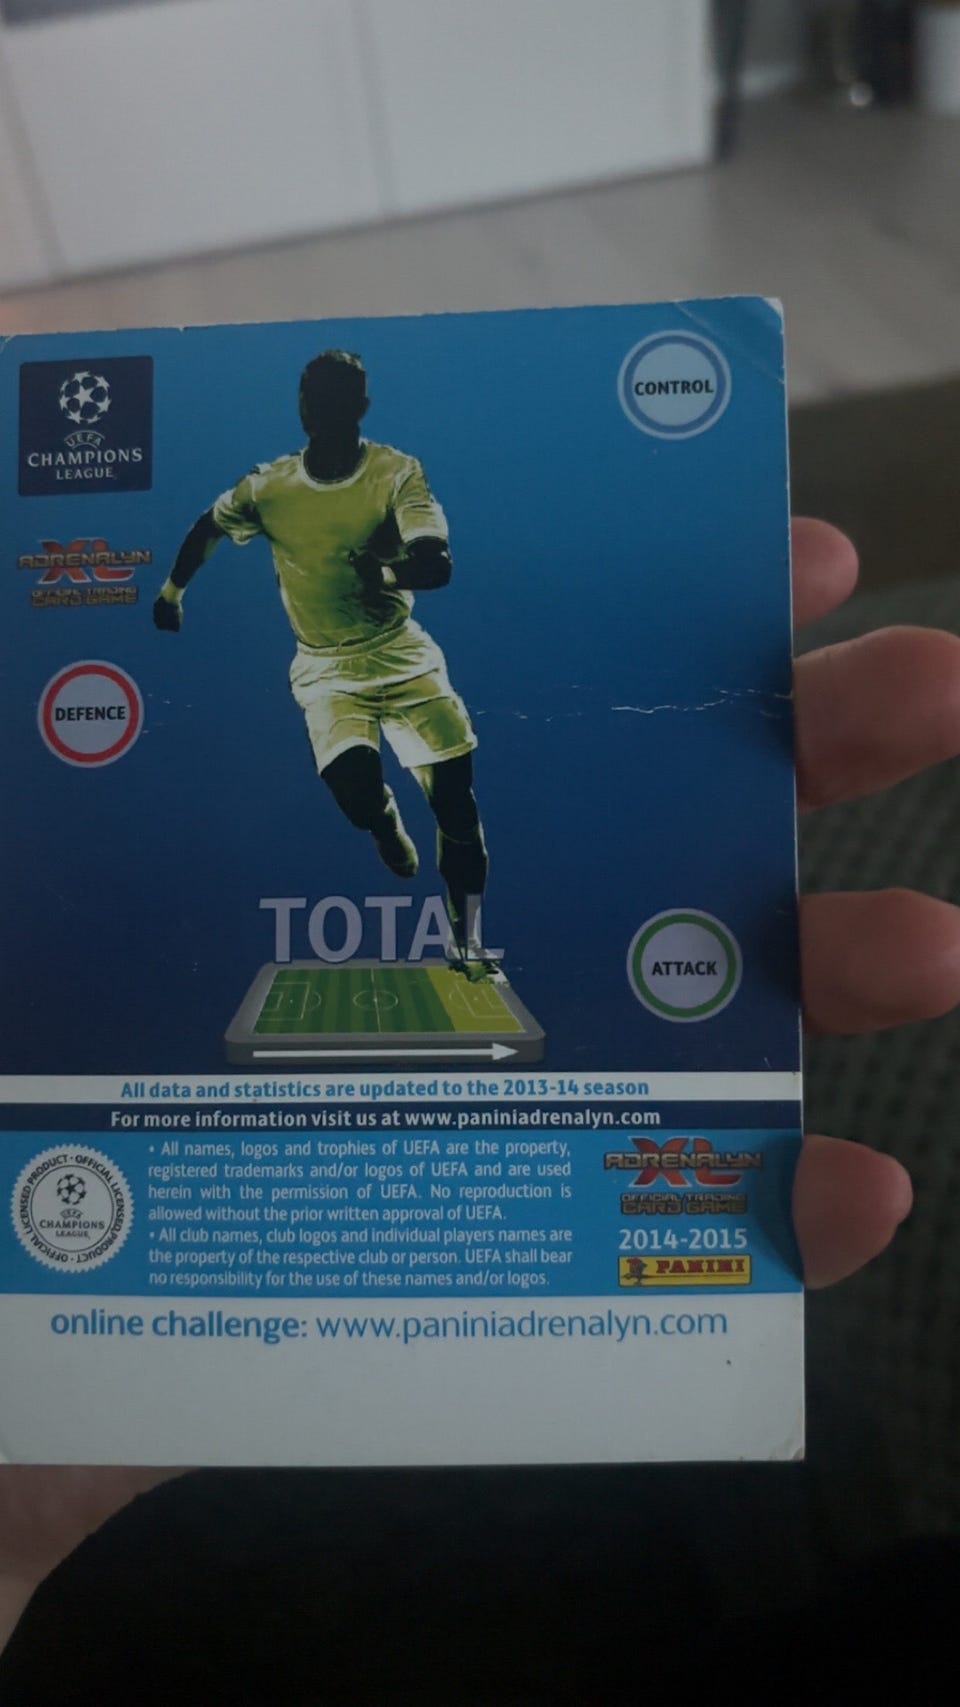 CONTROL
UEFA
CHAMPIONS
LEAGUE
ADRENALYN
XL
OFFICIAL TRADING
CARD GAME
DEFENCE
TOTAL
ATTACK
All data and statistics are updated to the 2013-14 season
For more information visit us at www.paniniadrenalyn.com
• All names, logos and trophies of UEFA are the property,
registered trademarks and/or logos of UEFA and are used
herein with the permission of UEFA. No reproduction is
allowed without the prior written approval of UEFA.
• All club names, club logos and individual players names are
the property of the respective club or person. UEFA shall bear
no responsibility for the use of these names and/or logos.
OFFICIAL LICENSED PRODUCT · OFFICIAL LICENSED PRODUCT ·
UEFA
CHAMPIONS
LEAGUE
ADRENALYN
XL
OFFICIAL TRADING
CARD GAME
2014-2015
PANINI
online challenge: www.paniniadrenalyn.com